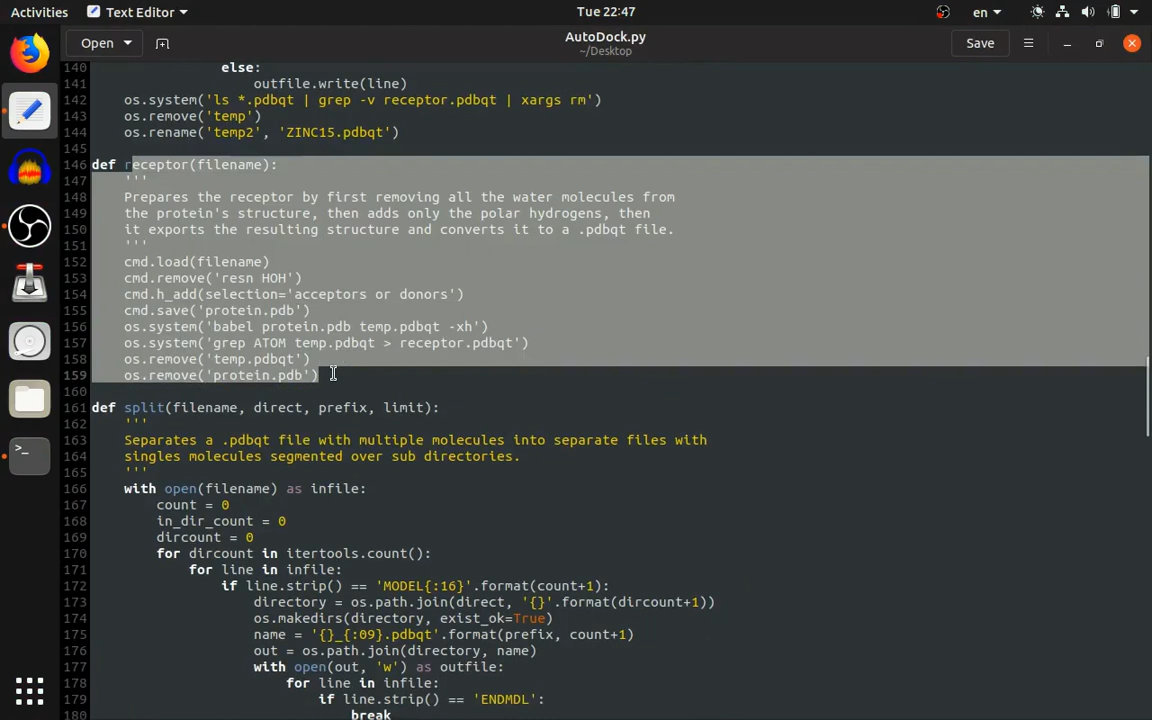 Activities Text Editor Tue 22:47 en
Open AutoDock.py Save
~/Desktop
140 else:
141 outfile.write(line)
142 os.system('ls *.pdbqt | grep -v receptor.pdbqt | xargs rm')
143 os.remove('temp')
144 os.rename('temp2', 'ZINC15.pdbqt')
145
146 def receptor(filename):
147 '''
148 Prepares the receptor by first removing all the water molecules from
149 the protein's structure, then adds only the polar hydrogens, then
150 it exports the resulting structure and converts it to a .pdbqt file.
151 '''
152 cmd.load(filename)
153 cmd.remove('resn HOH')
154 cmd.h_add(selection='acceptors or donors')
155 cmd.save('protein.pdb')
156 os.system('babel protein.pdb temp.pdbqt -xh')
157 os.system('grep ATOM temp.pdbqt > receptor.pdbqt')
158 os.remove('temp.pdbqt')
159 os.remove('protein.pdb')
160
161 def split(filename, direct, prefix, limit):
162 '''
163 Separates a .pdbqt file with multiple molecules into separate files with
164 singles molecules segmented over sub directories.
165 '''
166 with open(filename) as infile:
167 count = 0
168 in_dir_count = 0
169 dircount = 0
170 for dircount in itertools.count():
171 for line in infile:
172 if line.strip() == 'MODEL{:16}'.format(count+1):
173 directory = os.path.join(direct, '{}'.format(dircount+1))
174 os.makedirs(directory, exist_ok=True)
175 name = '{}_{:09}.pdbqt'.format(prefix, count+1)
176 out = os.path.join(directory, name)
177 with open(out, 'w') as outfile:
178 for line in infile:
179 if line.strip() == 'ENDMDL':
180 break